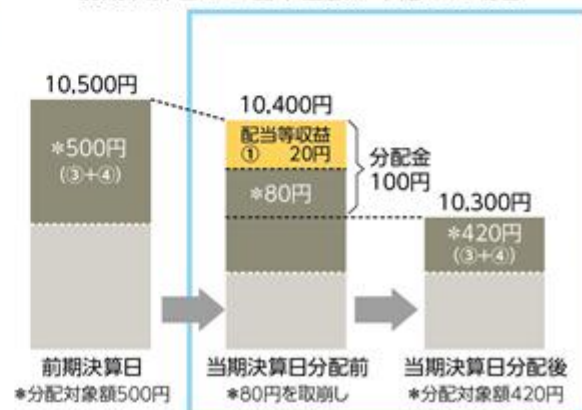 10,500円
*500円
(③+④)
10,400円
配当等収益
① 20円
*80円
分配金
100円
10,300円
*420円
(③+④)
前期決算日
*分配対象額500円
当期決算日分配前
*80円を取崩し
当期決算日分配後
*分配対象額420円